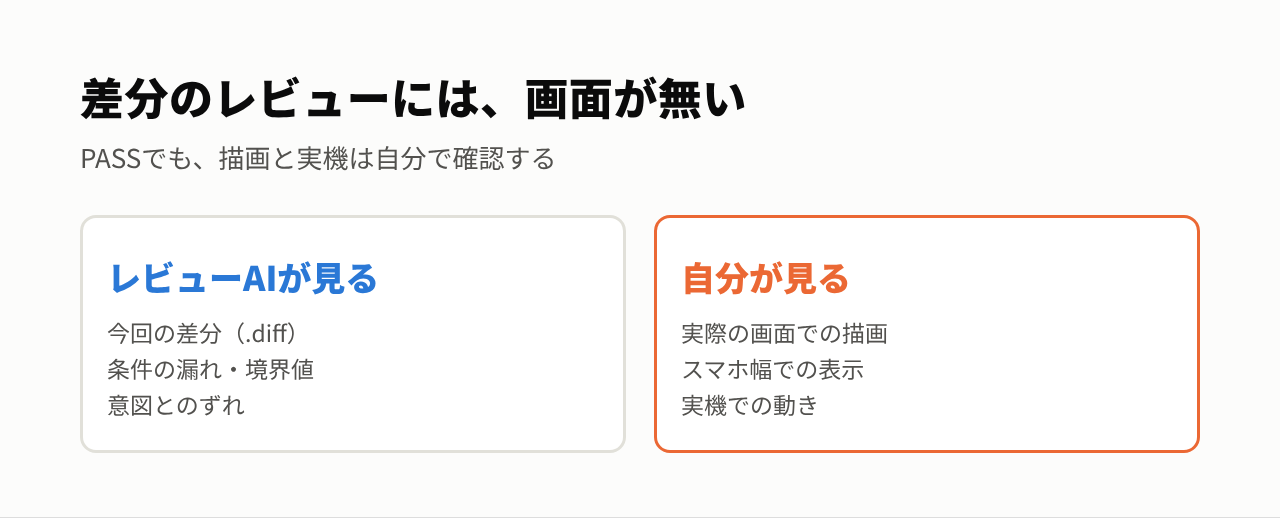 差分のレビューには、画面が無い
PASSでも、描画と実機は自分で確認する
レビューAIが見る
今回の差分（.diff）
条件の漏れ・境界値
意図とのずれ
自分が見る
実際の画面での描画
スマホ幅での表示
実機での動き